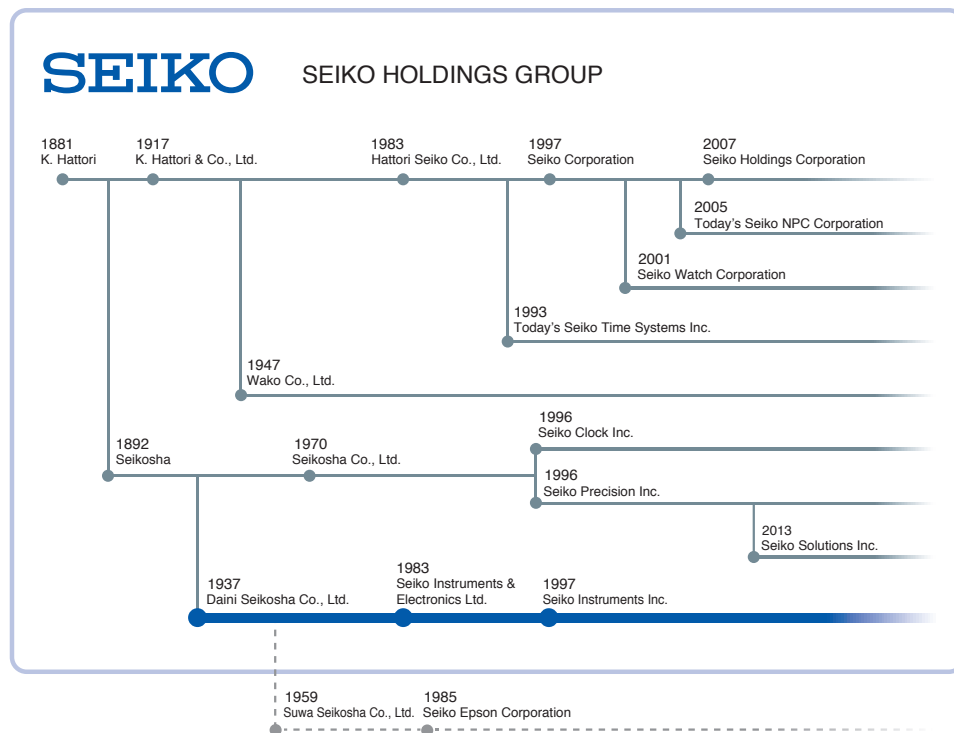 SEIKO
SEIKO HOLDINGS GROUP
1881
K. Hattori
1917
K. Hattori & Co., Ltd.
1983
Hattori Seiko Co., Ltd.
1997
Seiko Corporation
2007
Seiko Holdings Corporation
2005
Today's Seiko NPC Corporation
2001
Seiko Watch Corporation
1993
Today's Seiko Time Systems Inc.
1947
Wako Co., Ltd.
1996
Seiko Clock Inc.
1892
Seikosha
1970
Seikosha Co., Ltd.
1996
Seiko Precision Inc.
2013
Seiko Solutions Inc.
1937
Daini Seikosha Co., Ltd.
1983
Seiko Instruments &
Electronics Ltd.
1997
Seiko Instruments Inc.
1959
Suwa Seikosha Co., Ltd.
1985
Seiko Epson Corporation